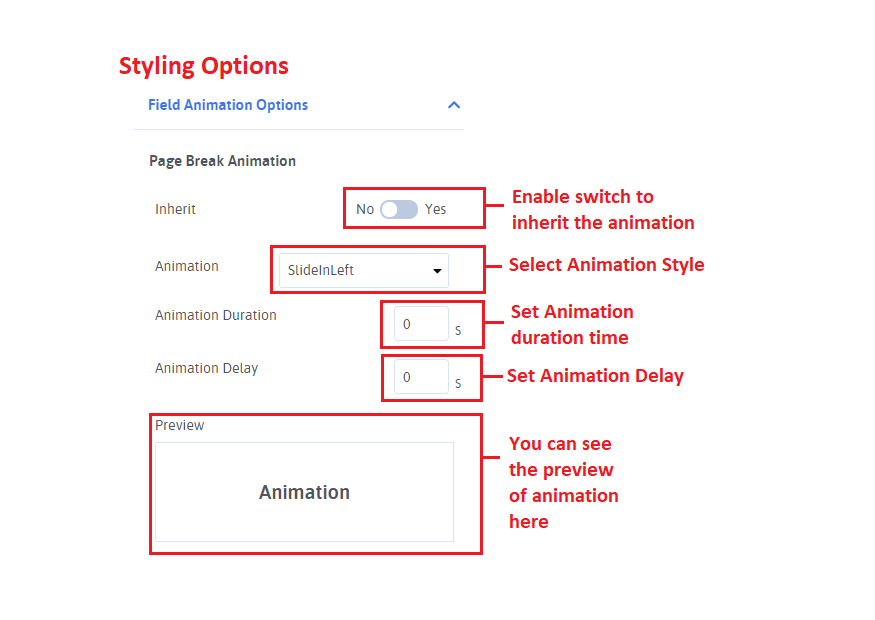 Styling Options
Field Animation Options
Page Break Animation
Inherit
No
Yes
Enable switch to
inherit the animation
Animation
SlideInLeft
Select Animation Style
Animation Duration
0
S
Set Animation
duration time
Animation Delay
0
S
Set Animation Delay
Preview
Animation
You can see
the preview
of animation
here